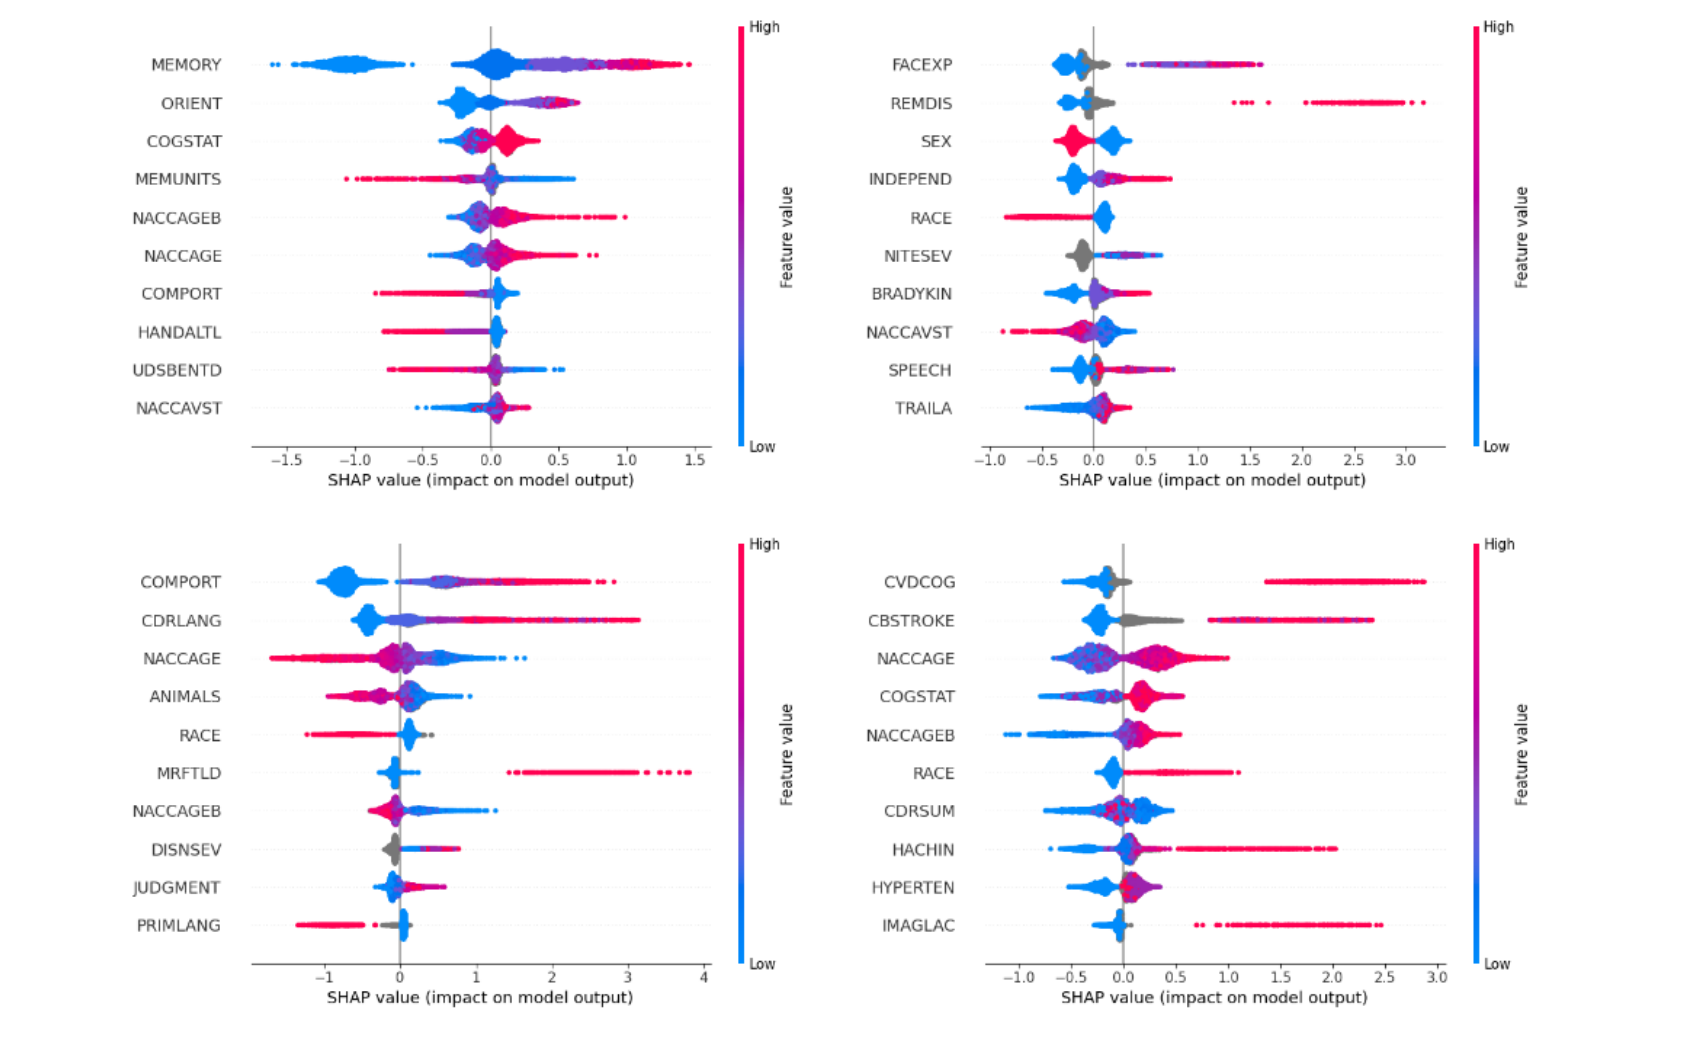 High
MEMORY
ORIENT
COGSTAT
MEMUNITS
NACCAGEB
NACCAGE
COMPORT
HANDALTL
UDSBENTD
NACCAVST
Low
Feature value
−1.5 −1.0 −0.5 0.0 0.5 1.0 1.5
SHAP value (impact on model output)
High
FACEXP
REMDIS
SEX
INDEPEND
RACE
NITESEV
BRADYKIN
NACCAVST
SPEECH
TRAILA
Low
Feature value
−1.0 −0.5 0.0 0.5 1.0 1.5 2.0 2.5 3.0
SHAP value (impact on model output)
High
COMPORT
CDRLANG
NACCAGE
ANIMALS
RACE
MRFTLD
NACCAGEB
DISNSEV
JUDGMENT
PRIMLANG
Low
Feature value
−1 0 1 2 3 4
SHAP value (impact on model output)
High
CVDCOG
CBSTROKE
NACCAGE
COGSTAT
NACCAGEB
RACE
CDRSUM
HACHIN
HYPERTEN
IMAGLAC
Low
Feature value
−1.0 −0.5 0.0 0.5 1.0 1.5 2.0 2.5 3.0
SHAP value (impact on model output)